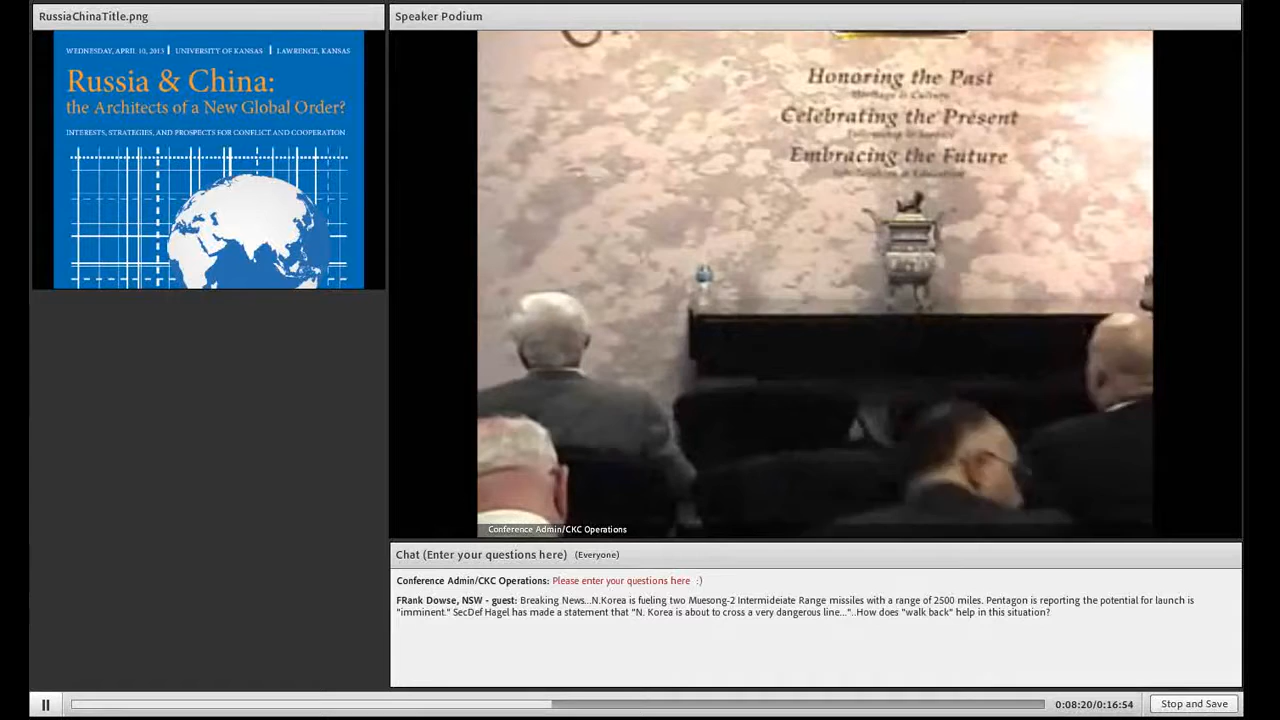 RussiaChinaTitle.png
WEDNESDAY, APRIL 10, 2013 | UNIVERSITY OF KANSAS | LAWRENCE, KANSAS
Russia & China:
the Architects of a New Global Order?
INTERESTS, STRATEGIES, AND PROSPECTS FOR CONFLICT AND COOPERATION
Speaker Podium
Honoring the Past
Heritage & Culture
Celebrating the Present
Embracing the Future
Conference Admin/CKC Operations
Chat (Enter your questions here) (Everyone)
Conference Admin/CKC Operations: Please enter your questions here :)
FRank Dowse, NSW - guest: Breaking News...N.Korea is fueling two Muesong-2 Intermideiate Range missiles with a range of 2500 miles. Pentagon is reporting the potential for launch is
"imminent." SecDef Hagel has made a statement that "N. Korea is about to cross a very dangerous line..."..How does "walk back" help in this situation?
0:08:20/0:16:54
Stop and Save